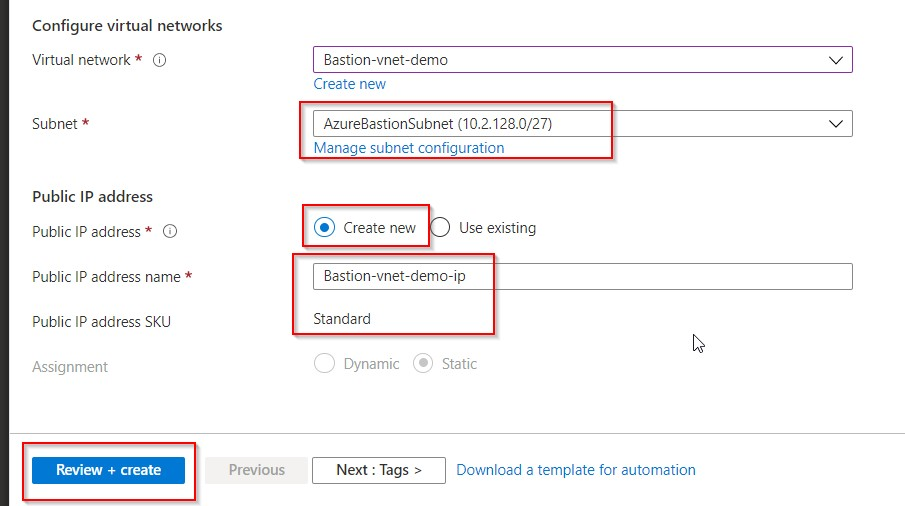 Configure virtual networks
Virtual network *
Bastion-vnet-demo
Create new
Subnet *
AzureBastionSubnet (10.2.128.0/27)
Manage subnet configuration
Public IP address
Public IP address *
Create new Use existing
Public IP address name *
Bastion-vnet-demo-ip
Public IP address SKU
Standard
Assignment
Dynamic Static
Review + create Previous Next : Tags > Download a template for automation